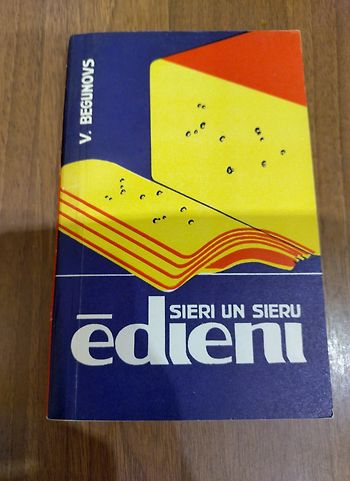 V. BEGUNOVS
SIERI UN SIERU
ēdieni